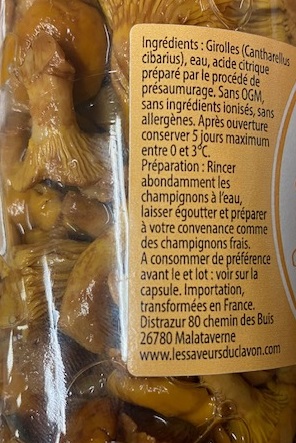 Ingrédients : Girolles (Cantharellus
cibarius), eau, acide citrique
préparé par le procédé de
présaumurage. Sans OGM,
sans ingrédients ionisés, sans
allergènes. Après ouverture
conserver 5 jours maximum
entre 0 et 3°C.
Préparation : Rincer
abondamment les
champignons à l'eau,
laisser égoutter et préparer
à votre convenance comme
des champignons frais.
A consommer de préférence
avant le et lot : voir sur la
capsule. Importation,
transformées en France.
Distrazur 80 chemin des Buis
26780 Malataverne
www.lessaveursduclavon.com